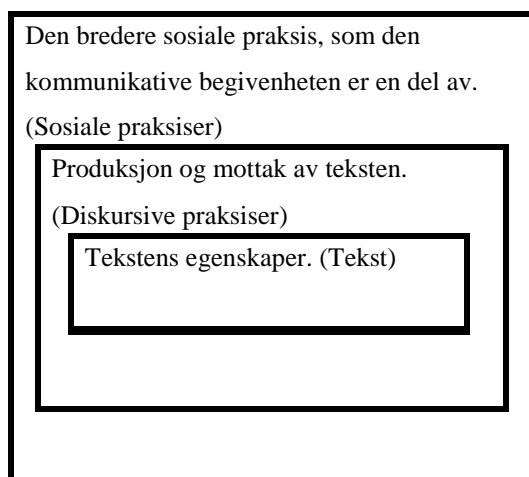 Den bredere sosiale praksis, som den
kommunikative begivenheten er en del av.
(Sosiale praksiser)
Produksjon og mottak av teksten.
(Diskursive praksiser)
Tekstens egenskaper. (Tekst)